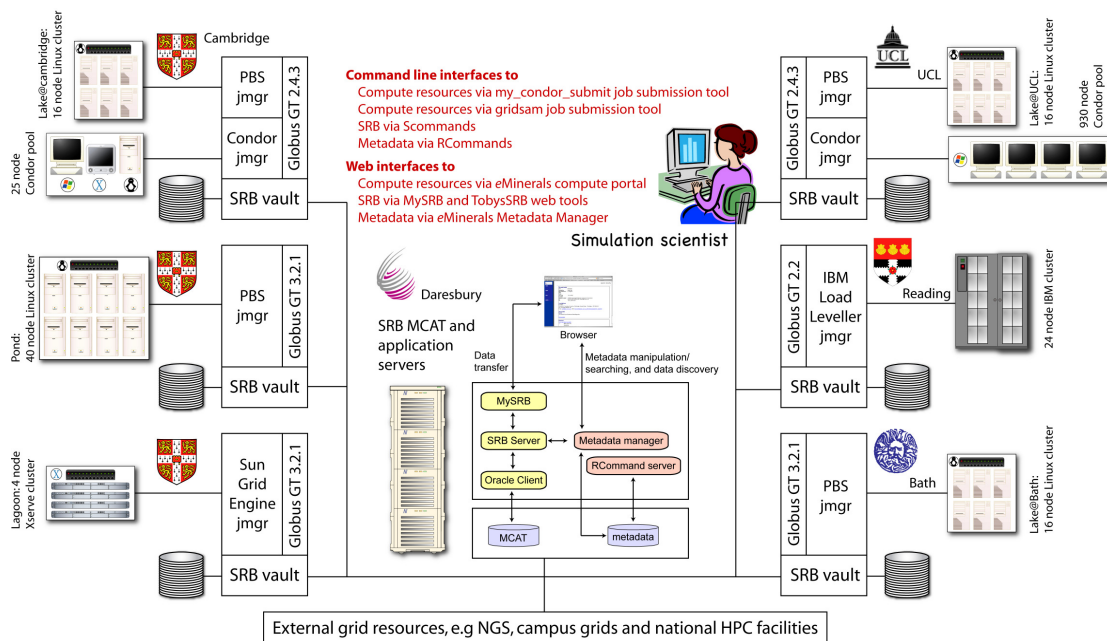 Cambridge
Lake@cambridge:
16 node Linux cluster
25 node
Condor pool
PBS
jmgr
Condor
jmgr
Globus GT 2.4.3
SRB vault
Pond:
40 node Linux cluster
PBS
jmgr
Globus GT 3.2.1
SRB vault
Lagoon: 4 node
Xserve cluster
Sun
Grid
Engine
jmgr
Globus GT 3.2.1
SRB vault
Command line interfaces to
Compute resources via my_condor_submit job submission tool
Compute resources via gridsam job submission tool
SRB via Scommands
Metadata via RCommands
Web interfaces to
Compute resources via eMinerals compute portal
SRB via MySRB and TobysSRB web tools
Metadata via eMinerals Metadata Manager
Simulation scientist
Daresbury
SRB MCAT and
application
servers
Browser
Data
transfer
Metadata manipulation/
searching, and data discovery
MySRB
SRB Server
Metadata manager
RCommand server
Oracle Client
MCAT
metadata
UCL
UCL
PBS
jmgr
Condor
jmgr
Globus GT 2.4.3
SRB vault
Lake@UCL:
16 node Linux cluster
930 node
Condor pool
Globus GT 2.2
IBM
Load
Leveller
jmgr
SRB vault
Reading
24 node IBM cluster
Globus GT 3.2.1
PBS
jmgr
SRB vault
Bath
Lake@Bath:
16 node Linux cluster
External grid resources, e.g NGS, campus grids and national HPC facilities